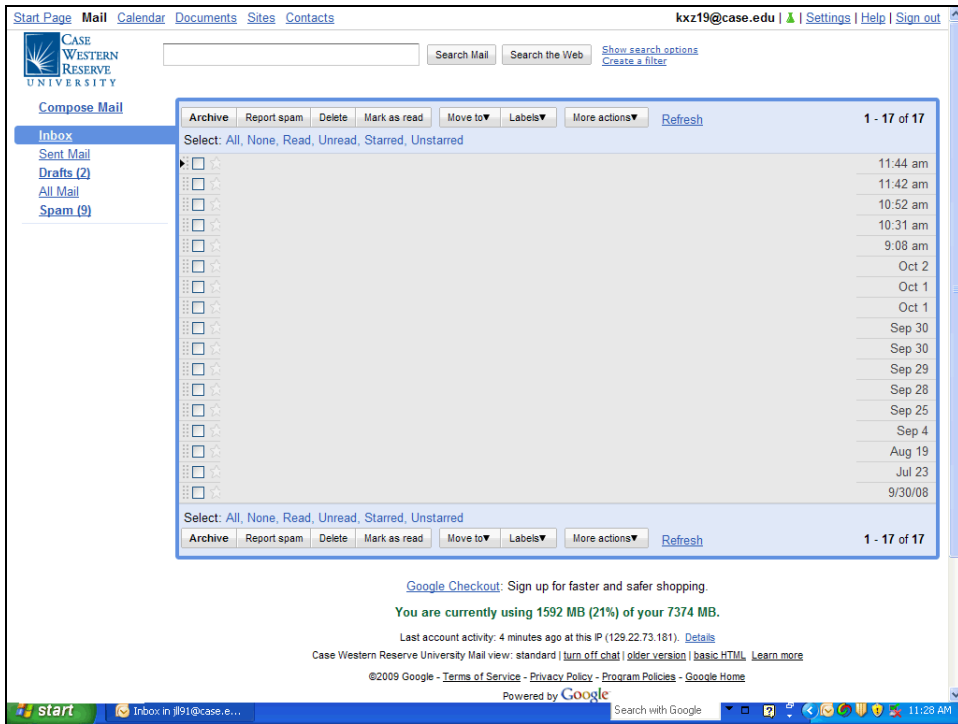 Start Page Mail Calendar Documents Sites Contacts kxz19@case.edu | Settings | Help | Sign out
CASE
WESTERN
RESERVE
UNIVERSITY
Search Mail Search the Web Show search options
Create a filter
Compose Mail
Inbox
Sent Mail
Drafts (2)
All Mail
Spam (9)
Archive Report spam Delete Mark as read Move to▼ Labels▼ More actions▼ Refresh 1 - 17 of 17
Select: All, None, Read, Unread, Starred, Unstarred
11:44 am
11:42 am
10:52 am
10:31 am
9:08 am
Oct 2
Oct 1
Oct 1
Sep 30
Sep 30
Sep 29
Sep 28
Sep 25
Sep 4
Aug 19
Jul 23
9/30/08
Select: All, None, Read, Unread, Starred, Unstarred
Archive Report spam Delete Mark as read Move to▼ Labels▼ More actions▼ Refresh 1 - 17 of 17
Google Checkout: Sign up for faster and safer shopping.
You are currently using 1592 MB (21%) of your 7374 MB.
Last account activity: 4 minutes ago at this IP (129.22.73.181). Details
Case Western Reserve University Mail view: standard | turn off chat | older version | basic HTML Learn more
©2009 Google - Terms of Service - Privacy Policy - Program Policies - Google Home
Powered by Google
start Inbox in jll91@case.e... Search with Google 11:28 AM